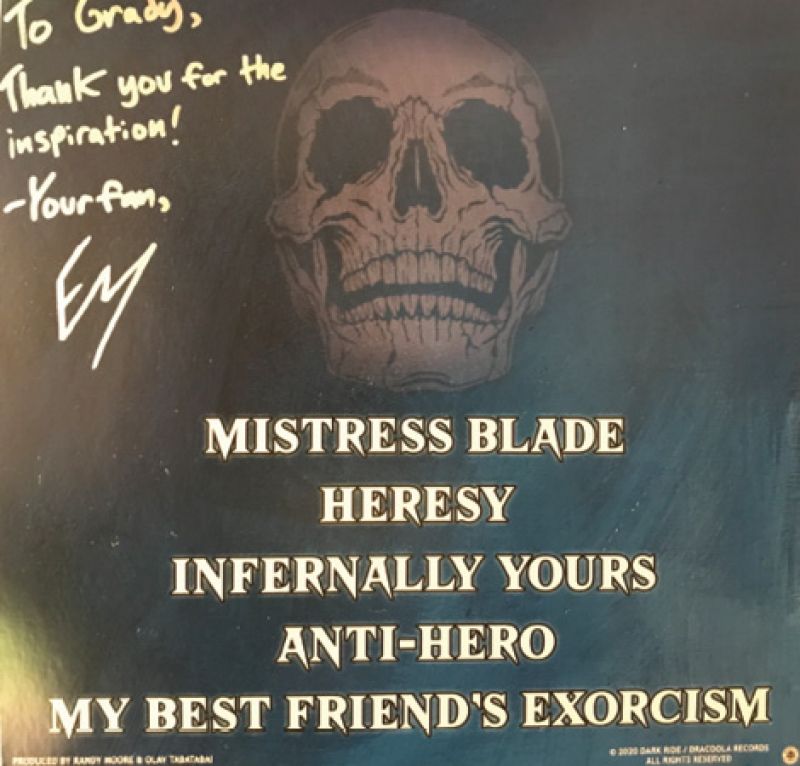 To Grady,
Thank you for the
inspiration!
-Your fan,
EM
MISTRESS BLADE
HERESY
INFERNALLY YOURS
ANTI-HERO
MY BEST FRIEND'S EXORCISM
© 2020 DARK RIDE / DRACOOLA RECORDS
ALL RIGHTS RESERVED
PRODUCED BY RANDY MOORE & OLAV TABATABAI